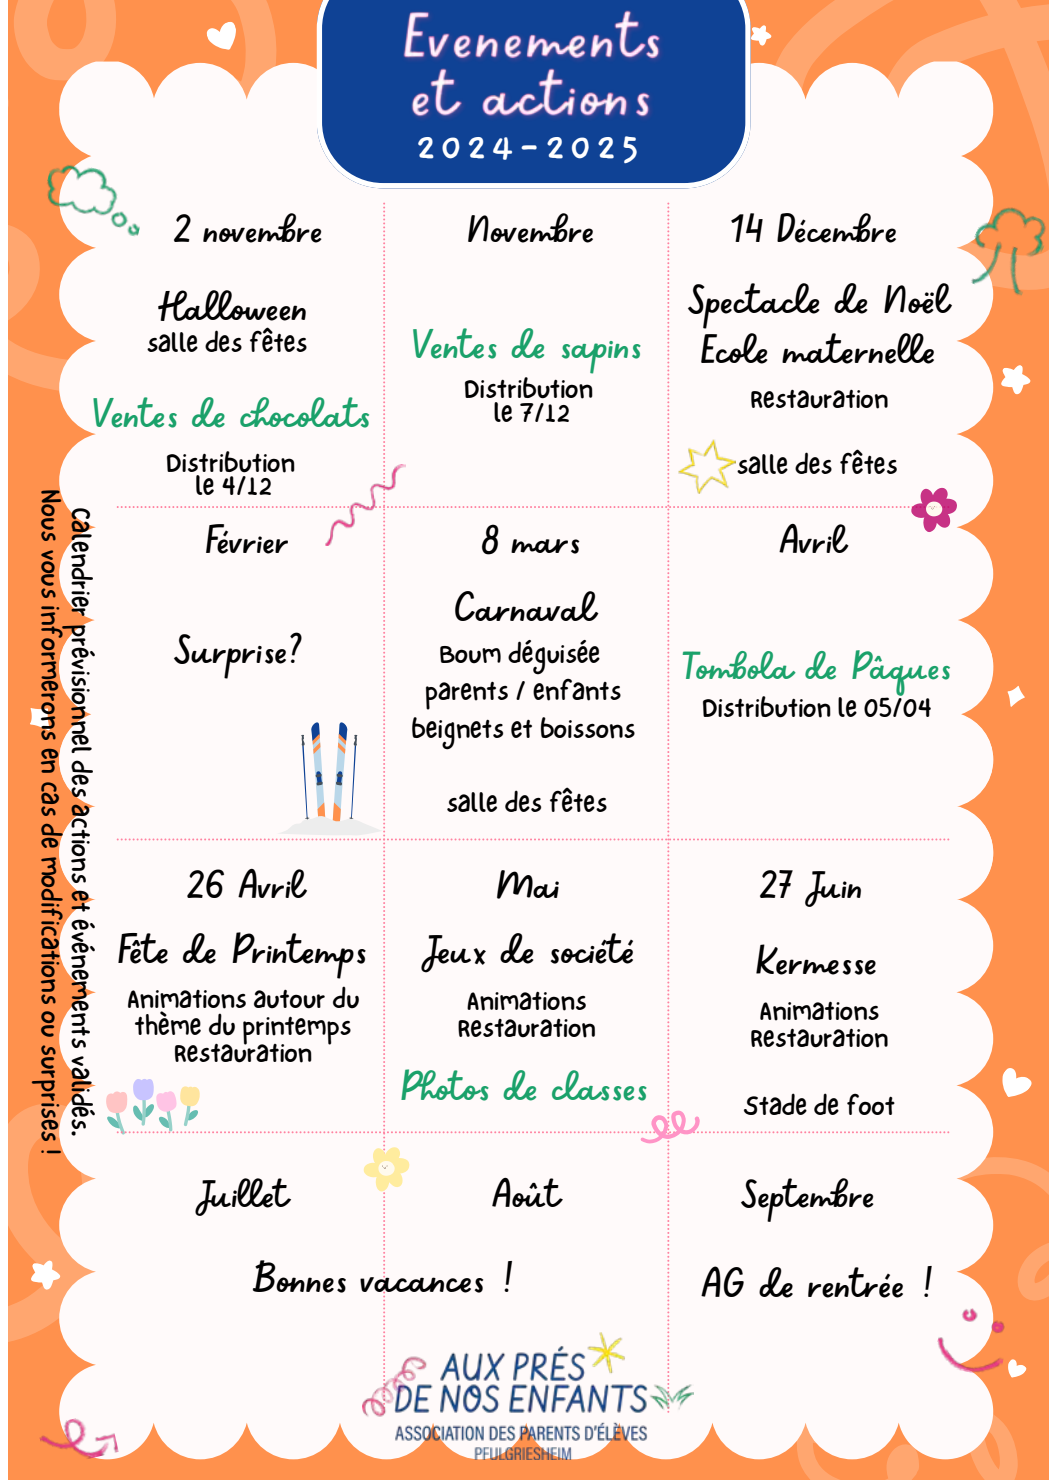 Evenements
et actions
2024-2025
2 novembre
Halloween
salle des fêtes
Ventes de chocolats
Distribution
le 4/12
Novembre
Ventes de sapins
Distribution
le 7/12
14 Décembre
Spectacle de Noël
Ecole maternelle
Restauration
salle des fêtes
Février
Surprise?
8 mars
Carnaval
Boum déguisée
parents / enfants
beignets et boissons
salle des fêtes
Avril
Tombola de Pâques
Distribution le 05/04
26 Avril
Fête de Printemps
Animations autour du
thème du printemps
Restauration
Mai
Jeux de société
Animations
Restauration
Photos de classes
27 Juin
Kermesse
Animations
Restauration
Stade de foot
Juillet
Août
Bonnes vacances !
Septembre
AG de rentrée !
Calendrier prévisionnel des actions et événements validés.
Nous vous informerons en cas de modifications ou surprises !
AUX PRÉS
DE NOS ENFANTS
ASSOCIATION DES PARENTS D'ÉLÈVES
PFULGRIESHEIM